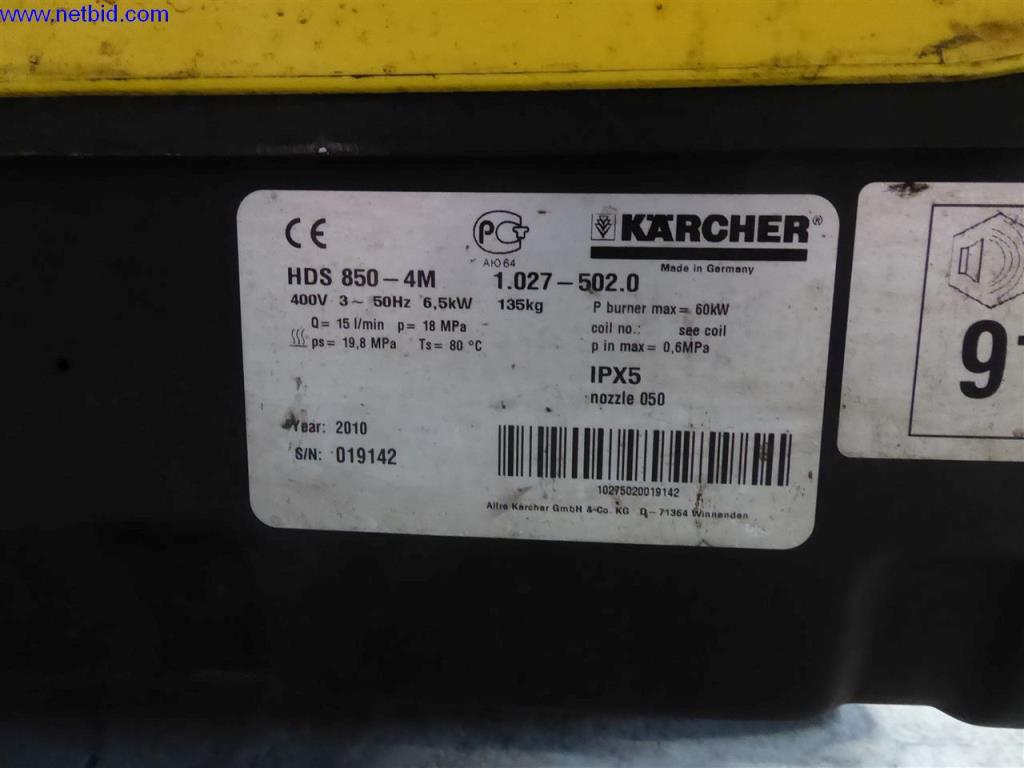 www.netbid.com
CE
PG
АЮ64
KÄRCHER®
Made in Germany
HDS 850-4M 1.027-502.0
400V 3~ 50Hz 6,5kW 135kg
P burner max= 60kW
Q= 15 l/min p= 18 MPa
coil no.: see coil
ps= 19,8 MPa Ts= 80 °C
p in max= 0,6MPa
IPX5
nozzle 050
Year: 2010
S/N: 019142
10275020019142
Alfre Kärcher GmbH & Co. KG D-71364 Winnenden